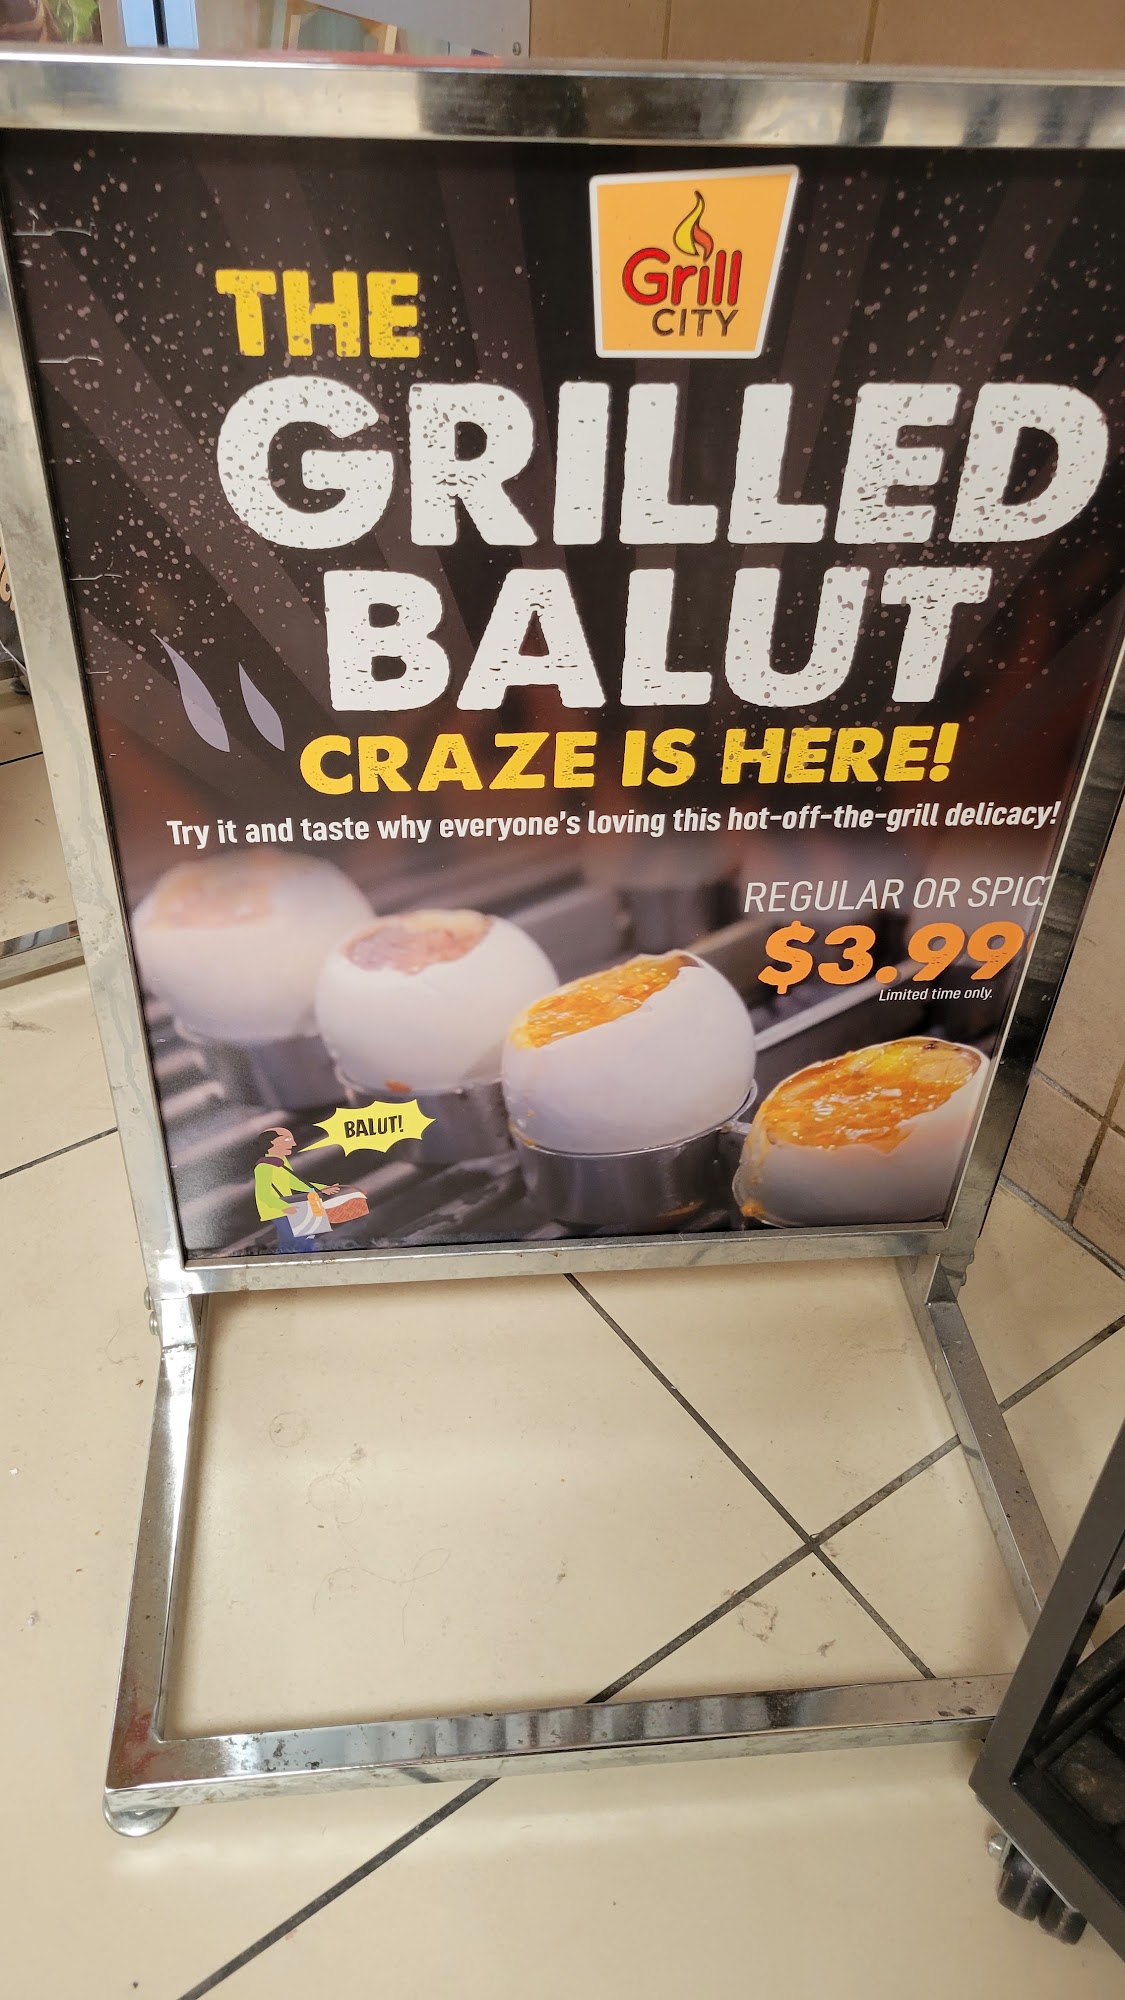 Grill
CITY
THE
GRILLED
BALUT
CRAZE IS HERE!
Try it and taste why everyone's loving this hot-off-the-grill delicacy!
REGULAR OR SPIC
$3.99
Limited time only.
BALUT!